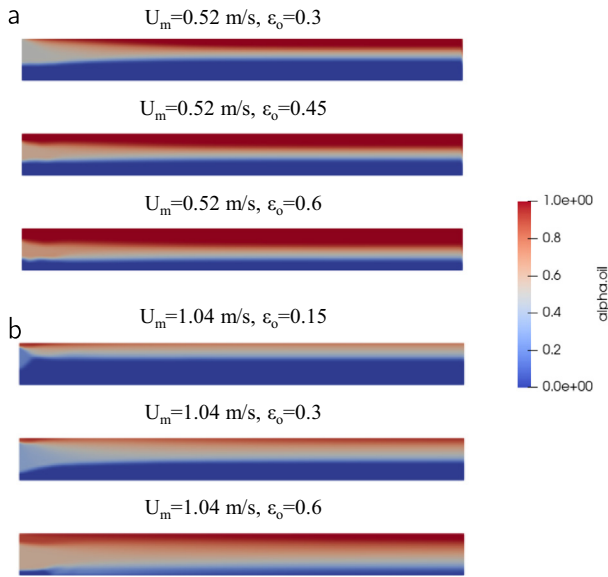 a
Uₘ=0.52 m/s, εₒ=0.3
Uₘ=0.52 m/s, εₒ=0.45
Uₘ=0.52 m/s, εₒ=0.6
1.0e+00
0.8
0.6
0.4
0.2
0.0e+00
alpha.oil
b
Uₘ=1.04 m/s, εₒ=0.15
Uₘ=1.04 m/s, εₒ=0.3
Uₘ=1.04 m/s, εₒ=0.6